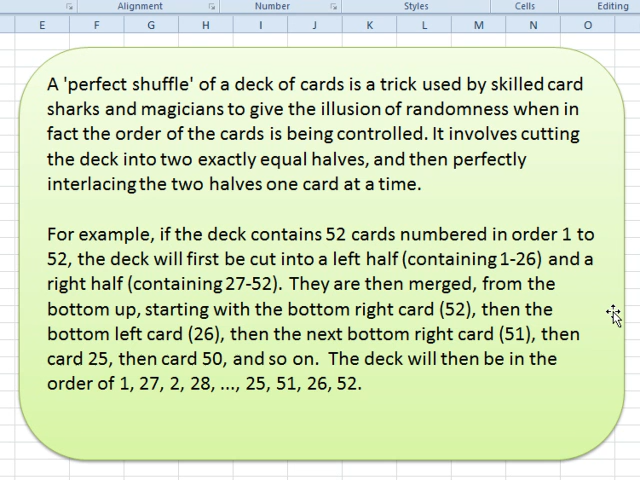 Alignment Number Styles Cells Editing
E F G H I J K L M N O
A 'perfect shuffle' of a deck of cards is a trick used by skilled card
sharks and magicians to give the illusion of randomness when in
fact the order of the cards is being controlled. It involves cutting
the deck into two exactly equal halves, and then perfectly
interlacing the two halves one card at a time.
For example, if the deck contains 52 cards numbered in order 1 to
52, the deck will first be cut into a left half (containing 1-26) and a
right half (containing 27-52). They are then merged, from the
bottom up, starting with the bottom right card (52), then the
bottom left card (26), then the next bottom right card (51), then
card 25, then card 50, and so on. The deck will then be in the
order of 1, 27, 2, 28, ..., 25, 51, 26, 52.